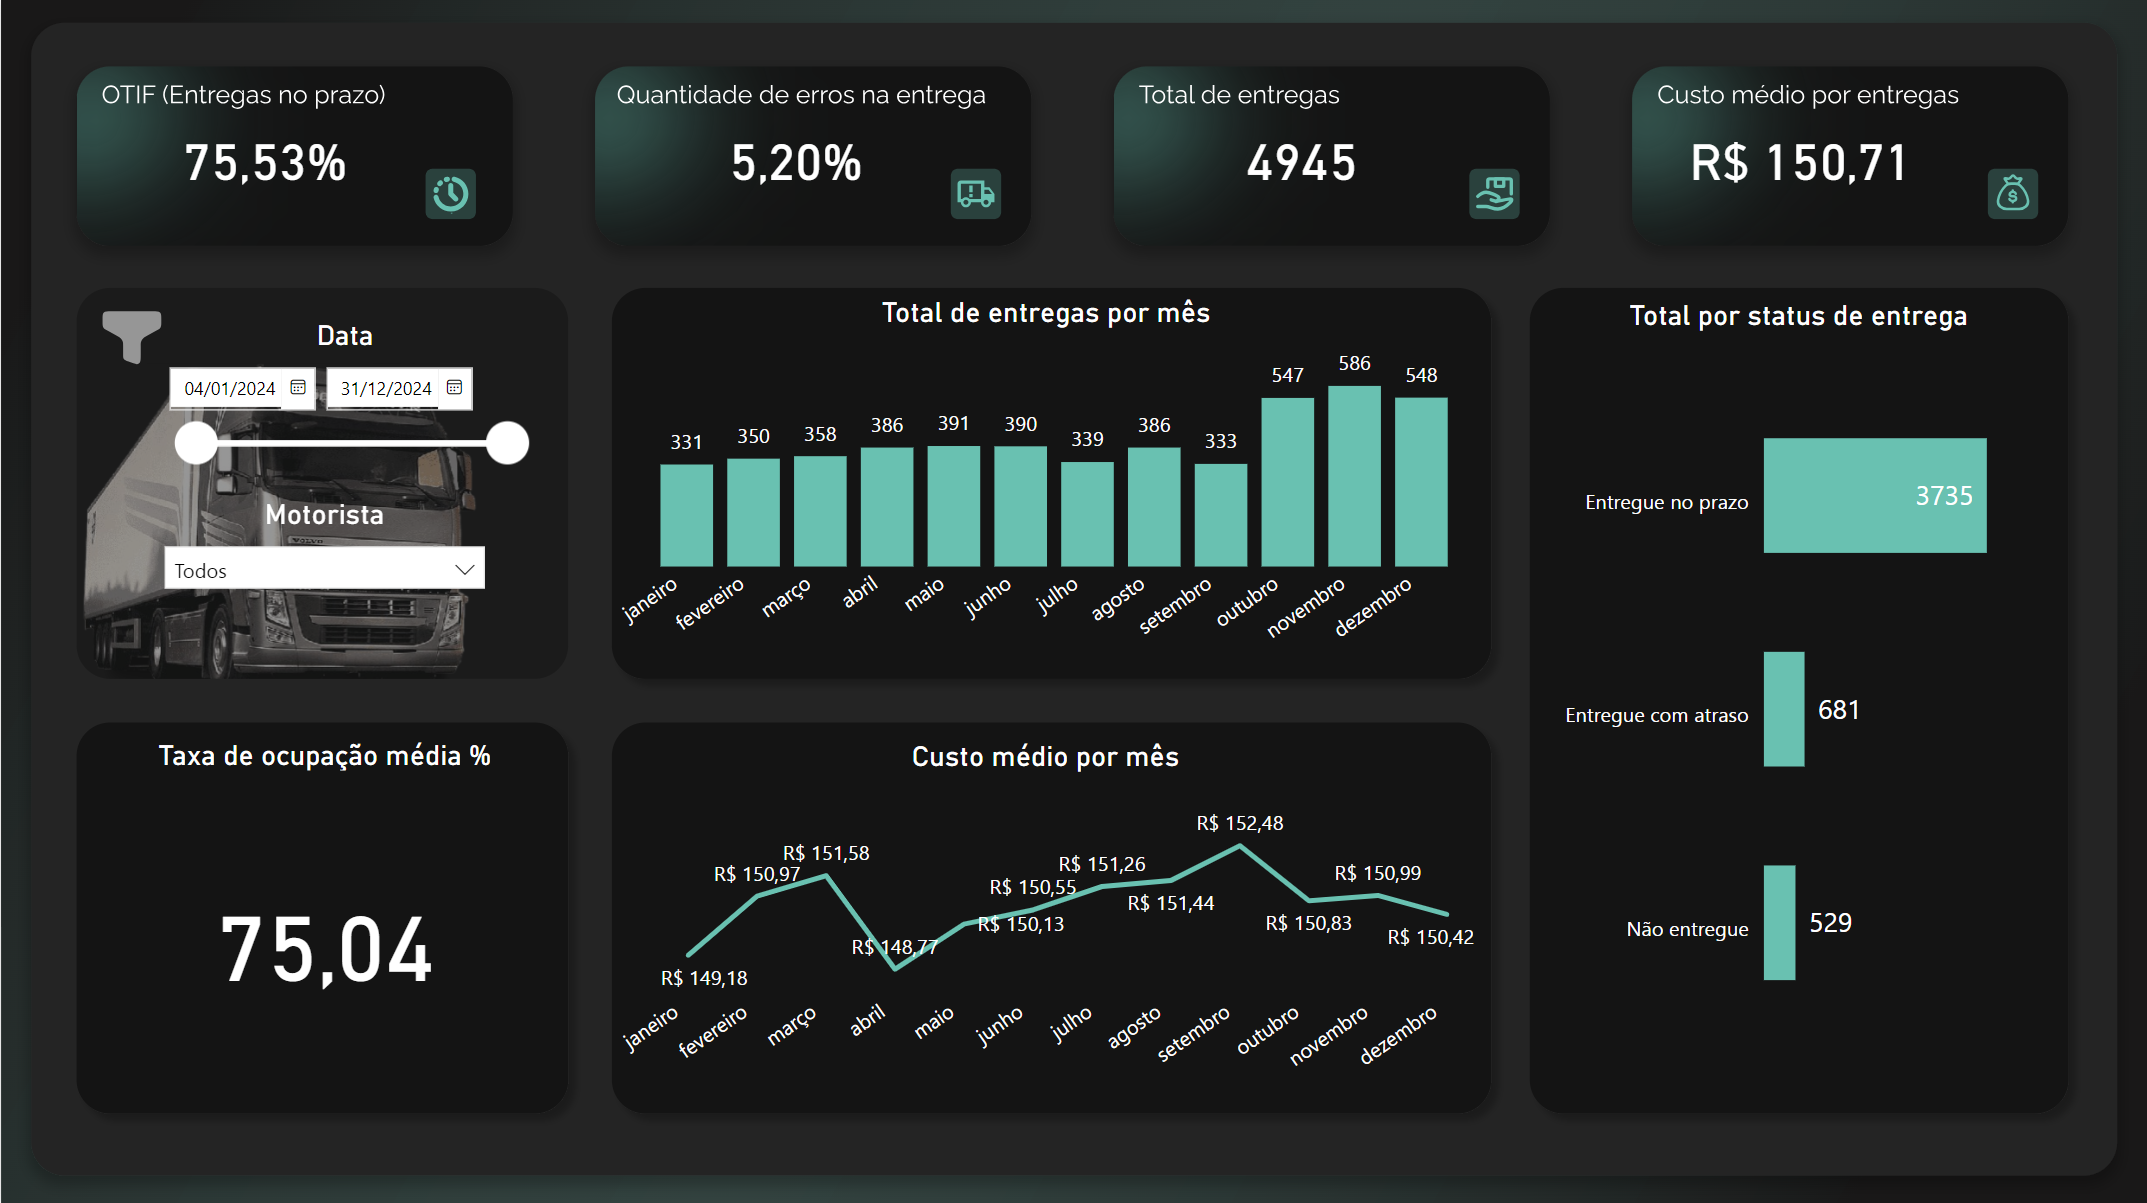 OTIF (Entregas no prazo)
75,53%
Quantidade de erros na entrega
5,20%
Total de entregas
4945
Custo médio por entregas
R$ 150,71
Data
04/01/2024
31/12/2024
Motorista
VOLVO
Todos
Total de entregas por mês
331
350
358
386
391
390
339
386
333
547
586
548
janeiro
fevereiro
março
abril
maio
junho
julho
agosto
setembro
outubro
novembro
dezembro
Total por status de entrega
Entregue no prazo
3735
Entregue com atraso
681
Não entregue
529
Taxa de ocupação média %
75,04
Custo médio por mês
R$ 149,18
R$ 150,97
R$ 151,58
R$ 148,77
R$ 150,13
R$ 150,55
R$ 151,26
R$ 151,44
R$ 152,48
R$ 150,83
R$ 150,99
R$ 150,42
janeiro
fevereiro
março
abril
maio
junho
julho
agosto
setembro
outubro
novembro
dezembro